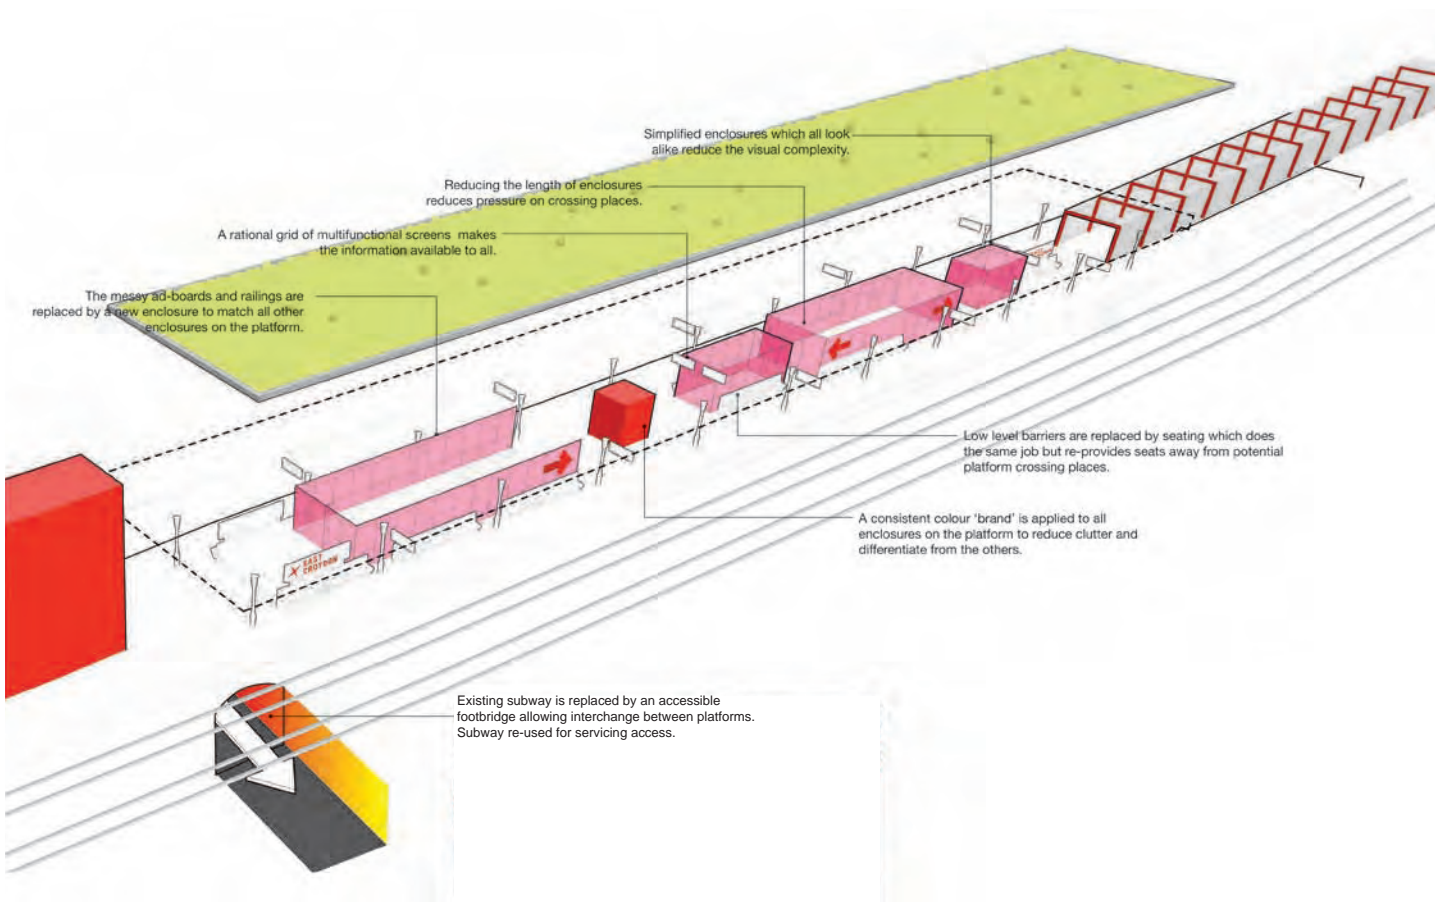 Simplified enclosures which all look
alike reduce the visual complexity.
Reducing the length of enclosures
reduces pressure on crossing places.
A rational grid of multifunctional screens makes
the information available to all.
The messy ad-boards and railings are
replaced by a new enclosure to match all other
enclosures on the platform.
Low level barriers are replaced by seating which does
the same job but re-provides seats away from potential
platform crossing places.
A consistent colour 'brand' is applied to all
enclosures on the platform to reduce clutter and
differentiate from the others.
EAST
CROYDON
Existing subway is replaced by an accessible
footbridge allowing interchange between platforms.
Subway re-used for servicing access.